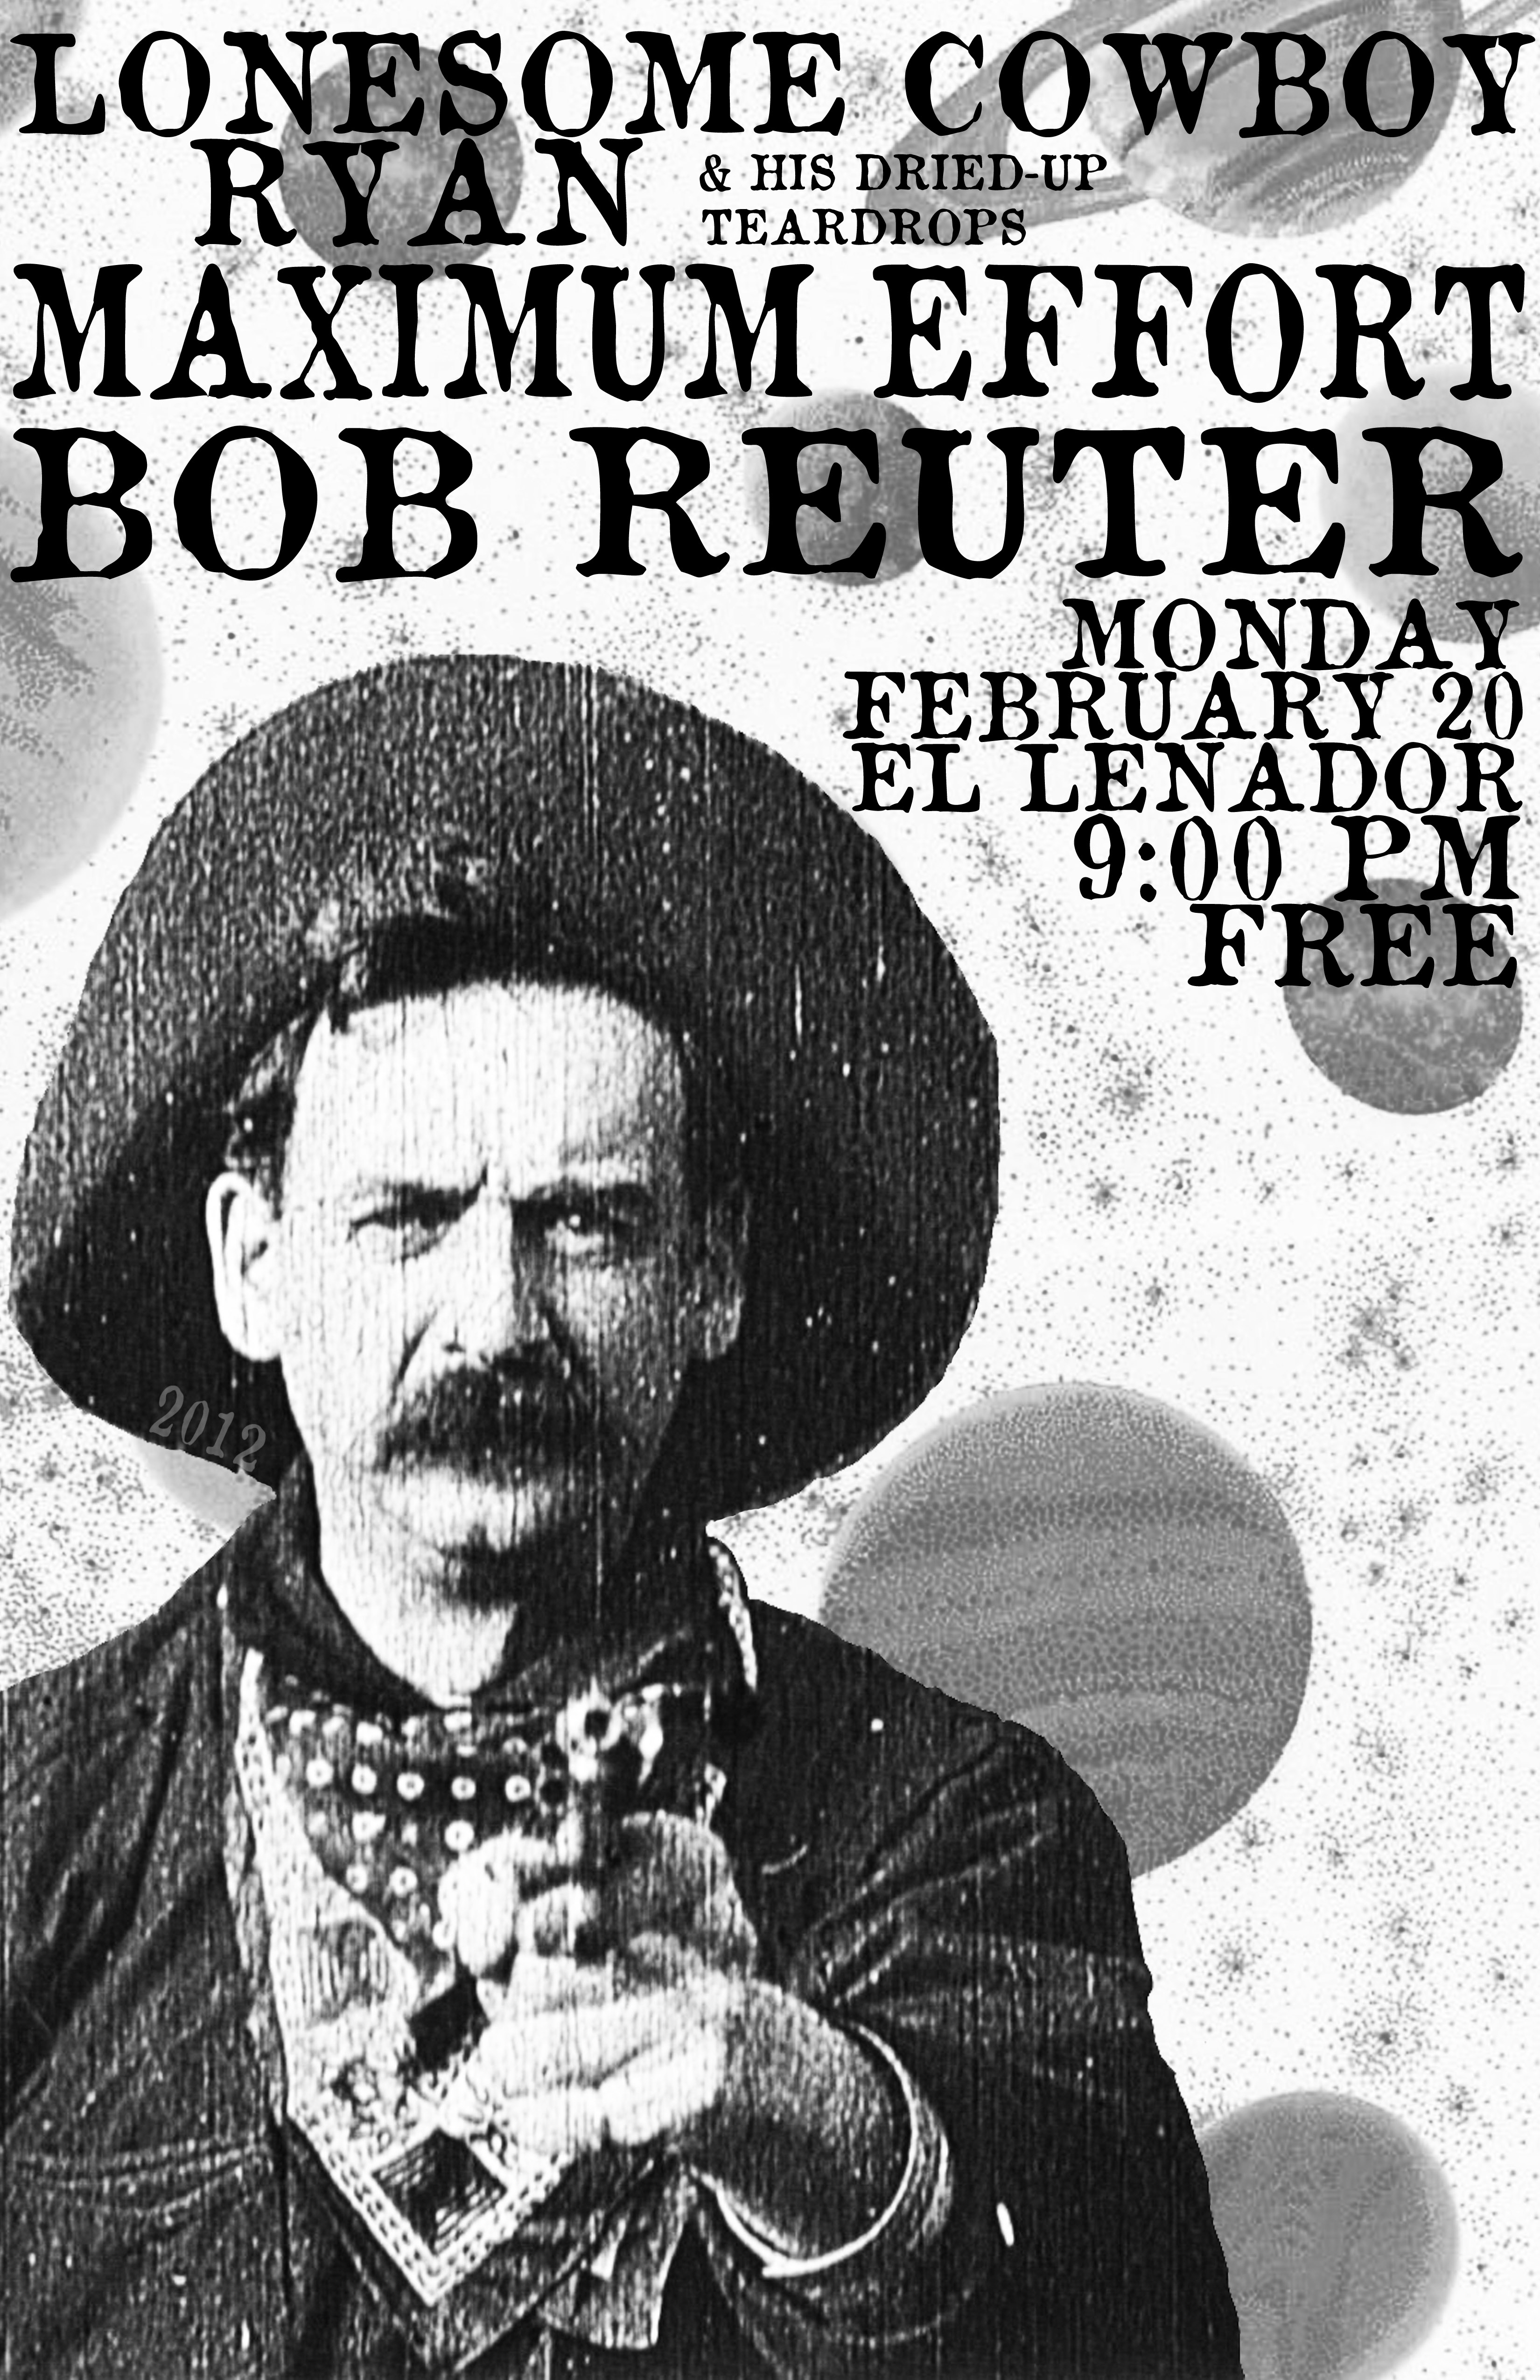 LONESOME COWBOY
RYAN & HIS DRIED-UP
TEARDROPS
MAXIMUM EFFORT
BOB REUTER
MONDAY
FEBRUARY 20
EL LENADOR
9:00 PM
FREE
2012